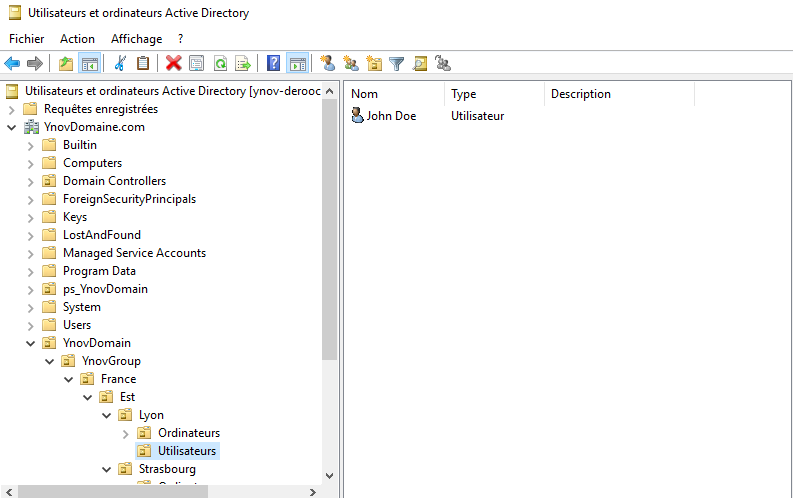 Utilisateurs et ordinateurs Active Directory
Fichier Action Affichage ?
Utilisateurs et ordinateurs Active Directory [ynov-derooc
Requêtes enregistrées
YnovDomaine.com
Builtin
Computers
Domain Controllers
ForeignSecurityPrincipals
Keys
LostAndFound
Managed Service Accounts
Program Data
ps_YnovDomain
System
Users
YnovDomain
YnovGroup
France
Est
Lyon
Ordinateurs
Utilisateurs
Strasbourg
Nom Type Description
John Doe Utilisateur